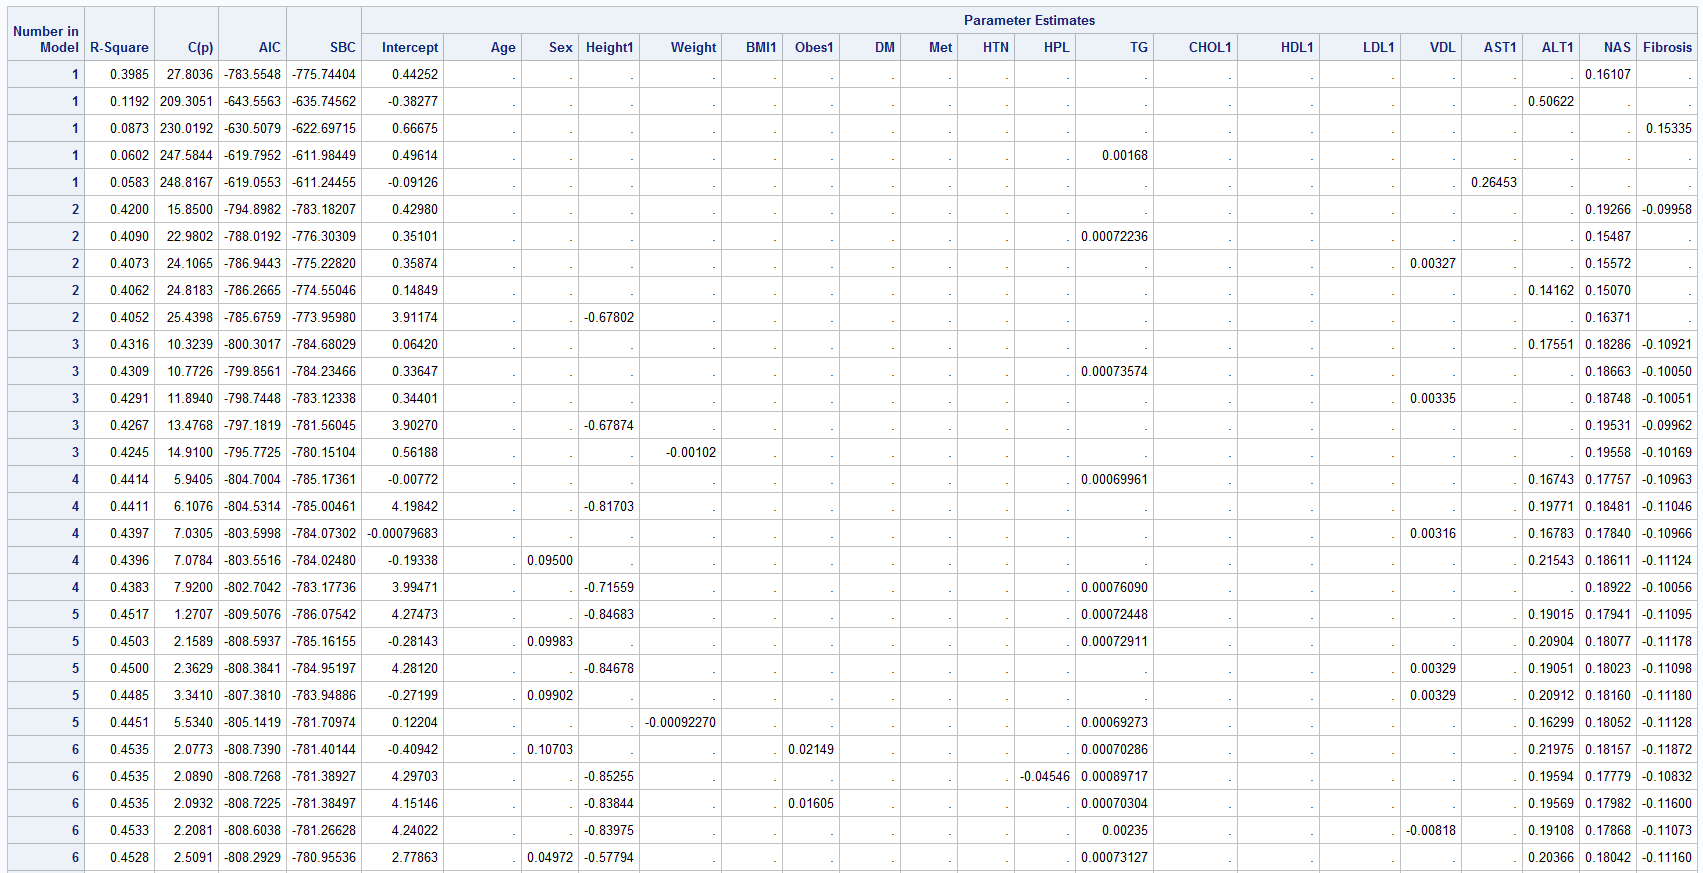 Parameter Estimates
Number in Model R-Square C(p) AIC SBC Intercept Age Sex Height1 Weight BMI1 Obes1 DM Met HTN HPL TG CHOL1 HDL1 LDL1 VDL AST1 ALT1 NAS Fibrosis
1 0.3985 27.8036 -783.5548 -775.74404 0.44252 . . . . . . . . . . . . . . . . . 0.16107 .
1 0.1192 209.3051 -643.5563 -635.74562 -0.38277 . . . . . . . . . . . . . . . . 0.50622 . .
1 0.0873 230.0192 -630.5079 -622.69715 0.66675 . . . . . . . . . . . . . . . . . . 0.15335
1 0.0602 247.5844 -619.7952 -611.98449 0.49614 . . . . . . . . . . 0.00168 . . . . . . . .
1 0.0583 248.8167 -619.0553 -611.24455 -0.09126 . . . . . . . . . . . . . . . 0.26453 . . .
2 0.4200 15.8500 -794.8982 -783.18207 0.42980 . . . . . . . . . . . . . . . . . 0.19266 -0.09958
2 0.4090 22.9802 -788.0192 -776.30309 0.35101 . . . . . . . . . . 0.00072236 . . . . . . 0.15487 .
2 0.4073 24.1065 -786.9443 -775.22820 0.35874 . . . . . . . . . . . . . . 0.00327 . . 0.15572 .
2 0.4062 24.8183 -786.2665 -774.55046 0.14849 . . . . . . . . . . . . . . . . 0.14162 0.15070 .
2 0.4052 25.4398 -785.6759 -773.95980 3.91174 . . -0.67802 . . . . . . . . . . . . . . 0.16371 .
3 0.4316 10.3239 -800.3017 -784.68029 0.06420 . . . . . . . . . . . . . . . . 0.17551 0.18286 -0.10921
3 0.4309 10.7726 -799.8561 -784.23466 0.33647 . . . . . . . . . . 0.00073574 . . . . . . 0.18663 -0.10050
3 0.4291 11.8940 -798.7448 -783.12338 0.34401 . . . . . . . . . . . . . . 0.00335 . . 0.18748 -0.10051
3 0.4267 13.4768 -797.1819 -781.56045 3.90270 . . -0.67874 . . . . . . . . . . . . . . 0.19531 -0.09962
3 0.4245 14.9100 -795.7725 -780.15104 0.56188 . . . -0.00102 . . . . . . . . . . . . . 0.19558 -0.10169
4 0.4414 5.9405 -804.7004 -785.17361 -0.00772 . . . . . . . . . . 0.00069961 . . . . . 0.16743 0.17757 -0.10963
4 0.4411 6.1076 -804.5314 -785.00461 4.19842 . . -0.81703 . . . . . . . . . . . . . 0.19771 0.18481 -0.11046
4 0.4397 7.0305 -803.5998 -784.07302 -0.00079683 . . . . . . . . . . . . . . 0.00316 . 0.16783 0.17840 -0.10966
4 0.4396 7.0784 -803.5516 -784.02480 -0.19338 . 0.09500 . . . . . . . . . . . . . . 0.21543 0.18611 -0.11124
4 0.4383 7.9200 -802.7042 -783.17736 3.99471 . . -0.71559 . . . . . . . 0.00076090 . . . . . . 0.18922 -0.10056
5 0.4517 1.2707 -809.5076 -786.07542 4.27473 . . -0.84683 . . . . . . . 0.00072448 . . . . . 0.19015 0.17941 -0.11095
5 0.4503 2.1589 -808.5937 -785.16155 -0.28143 . 0.09983 . . . . . . . . 0.00072911 . . . . . 0.20904 0.18077 -0.11178
5 0.4500 2.3629 -808.3841 -784.95197 4.28120 . . -0.84678 . . . . . . . . . . . 0.00329 . 0.19051 0.18023 -0.11098
5 0.4485 3.3410 -807.3810 -783.94886 -0.27199 . 0.09902 . . . . . . . . . . . . 0.00329 . 0.20912 0.18160 -0.11180
5 0.4451 5.5340 -805.1419 -781.70974 0.12204 . . . -0.00092270 . . . . . . 0.00069273 . . . . . 0.16299 0.18052 -0.11128
6 0.4535 2.0773 -808.7390 -781.40144 -0.40942 . 0.10703 . . . 0.02149 . . . . 0.00070286 . . . . . 0.21975 0.18157 -0.11872
6 0.4535 2.0890 -808.7268 -781.38927 4.29703 . . -0.85255 . . . . . . -0.04546 0.00089717 . . . . . 0.19594 0.17779 -0.10832
6 0.4535 2.0932 -808.7225 -781.38497 4.15146 . . -0.83844 . . 0.01605 . . . . 0.00070304 . . . . . 0.19569 0.17982 -0.11600
6 0.4533 2.2081 -808.6038 -781.26628 4.24022 . . -0.83975 . . . . . . . 0.00235 . . . -0.00818 . 0.19108 0.17868 -0.11073
6 0.4528 2.5091 -808.2929 -780.95536 2.77863 . 0.04972 -0.57794 . . . . . . . 0.00073127 . . . . . 0.20366 0.18042 -0.11160